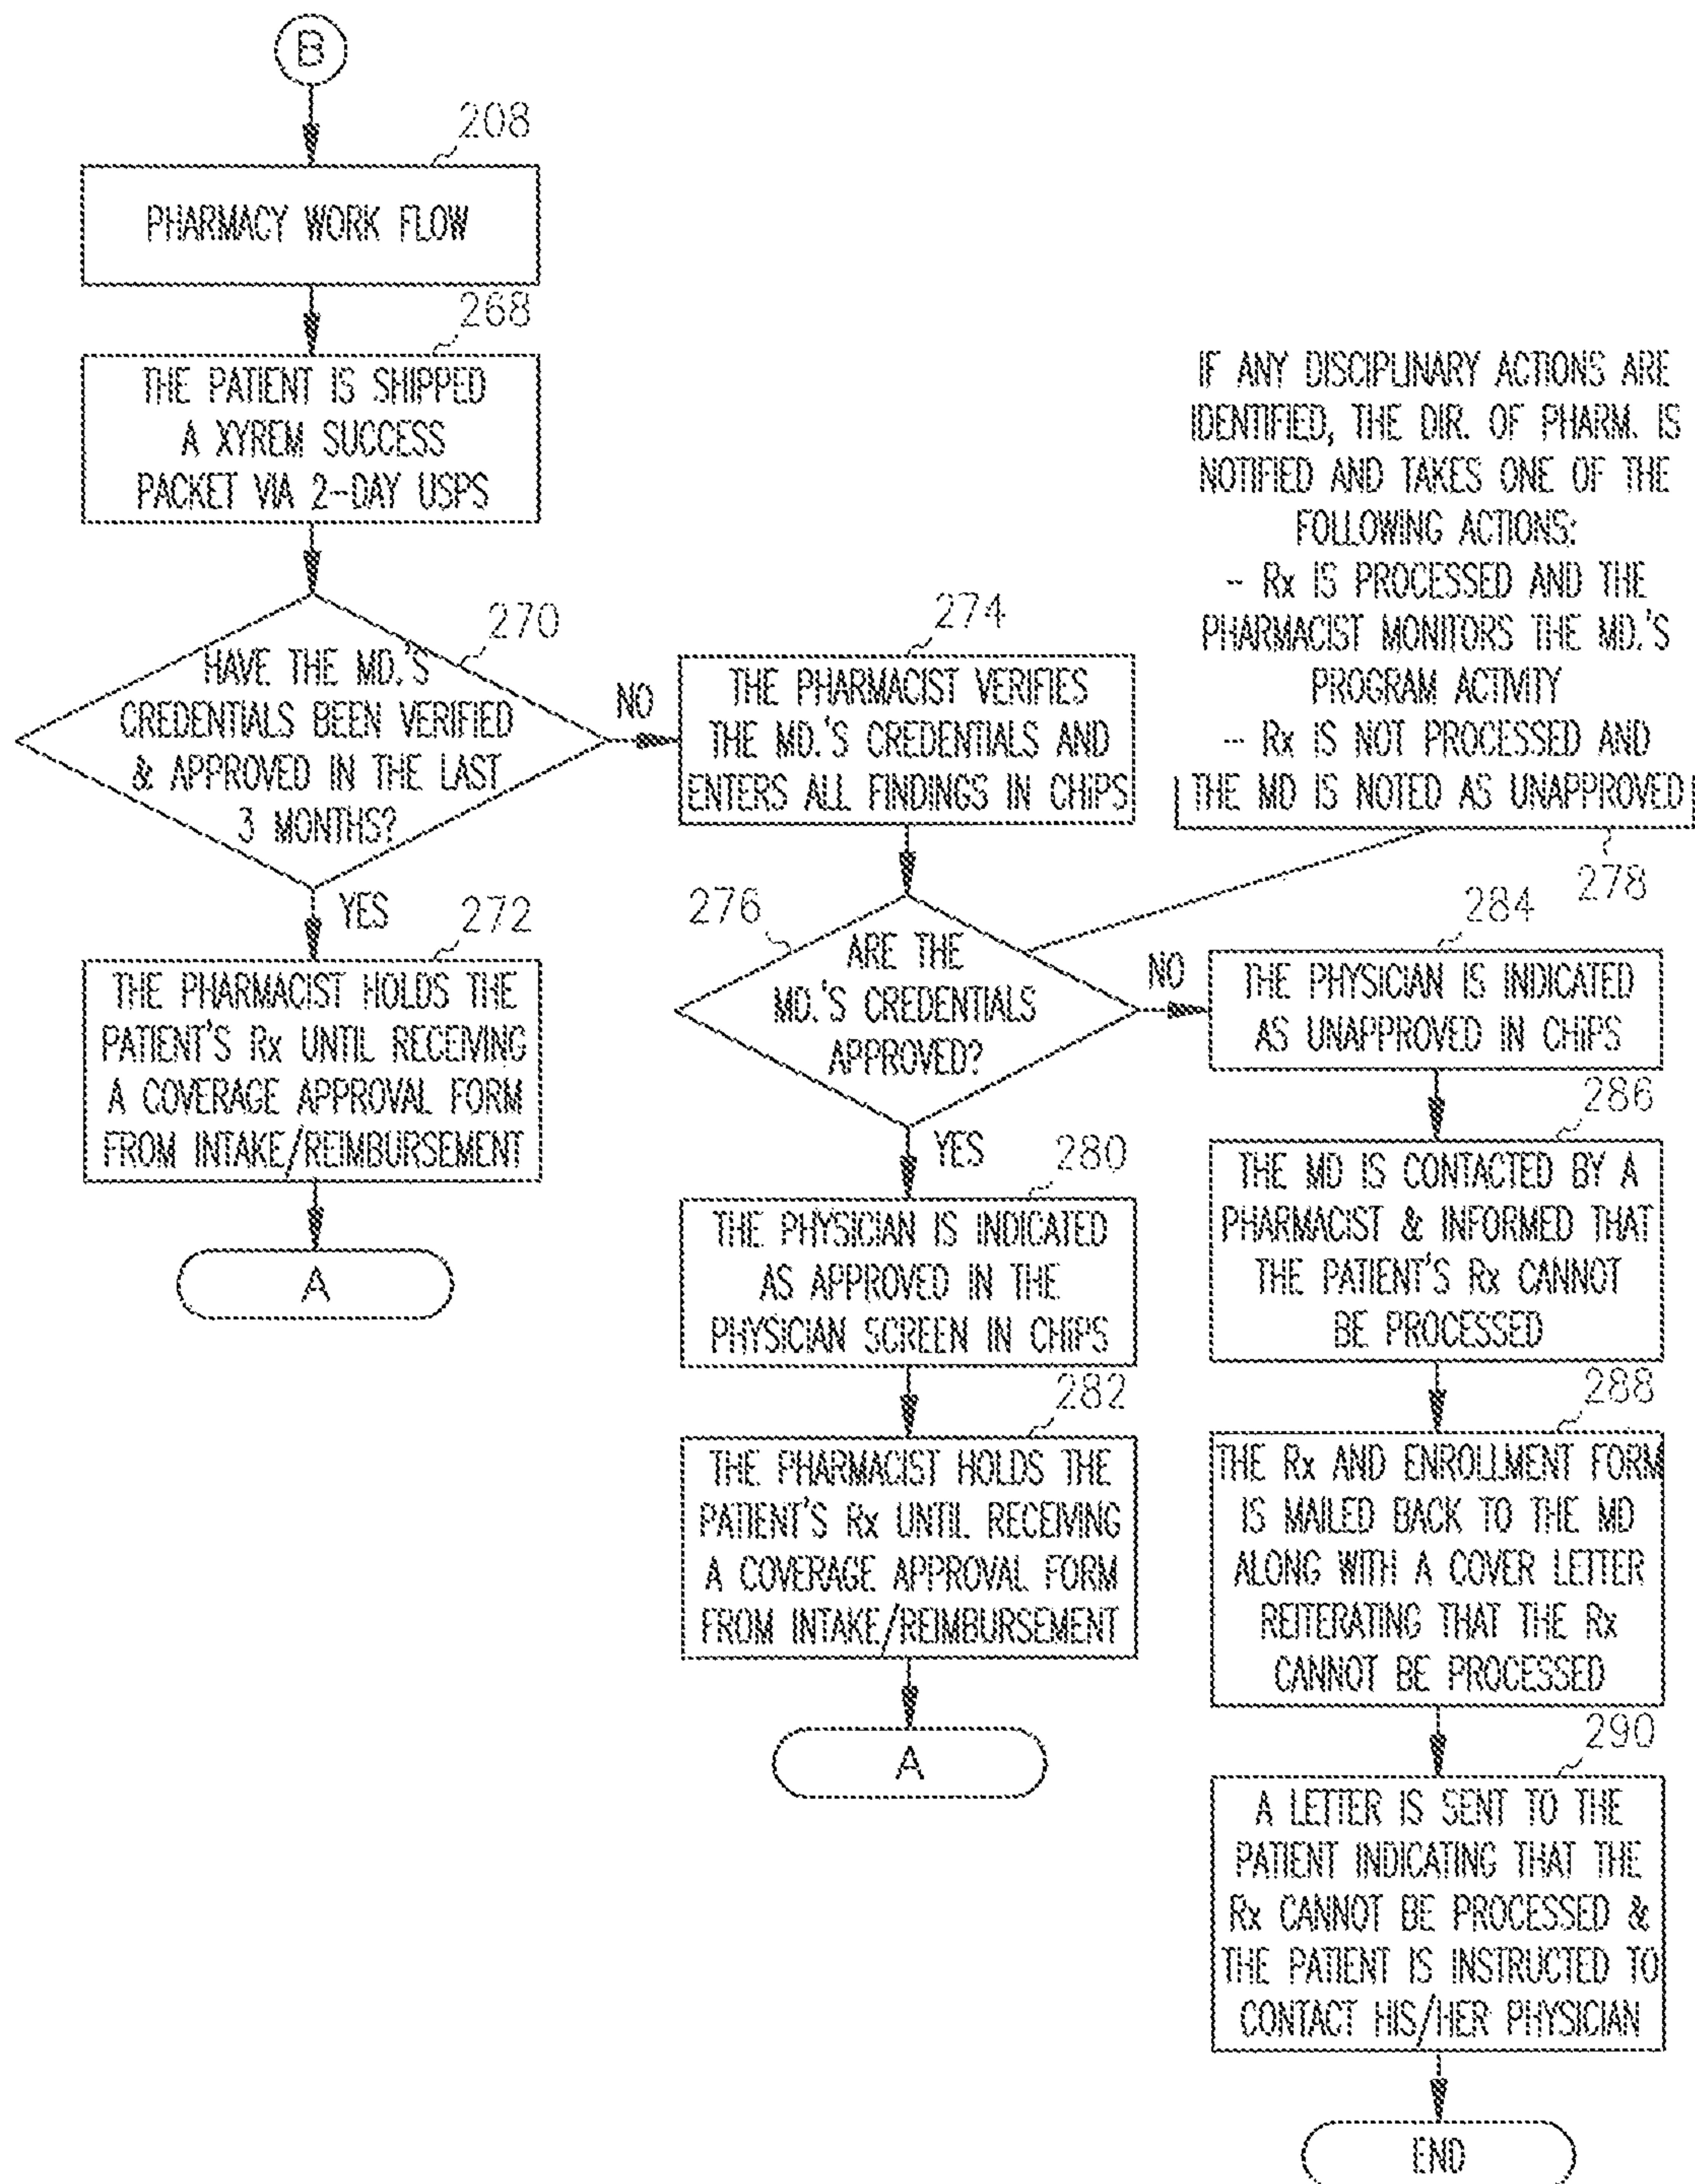 B
208
PHARMACY WORK FLOW
268
THE PATIENT IS SHIPPED
A XYREM SUCCESS
PACKET VIA 2-DAY USPS
270
HAVE THE MD.'S
CREDENTIALS BEEN VERIFIED
& APPROVED IN THE LAST
3 MONTHS?
NO
YES
272
THE PHARMACIST HOLDS THE
PATIENT'S Rx UNTIL RECEIVING
A COVERAGE APPROVAL FORM
FROM INTAKE/REIMBURSEMENT
A
274
THE PHARMACIST VERIFIES
THE MD.'S CREDENTIALS AND
ENTERS ALL FINDINGS IN CHIPS
IF ANY DISCIPLINARY ACTIONS ARE
IDENTIFIED, THE DIR. OF PHARM. IS
NOTIFIED AND TAKES ONE OF THE
FOLLOWING ACTIONS:
-- Rx IS PROCESSED AND THE
PHARMACIST MONITORS THE MD.'S
PROGRAM ACTIVITY
-- Rx IS NOT PROCESSED AND
THE MD IS NOTED AS UNAPPROVED
278
276
ARE THE
MD.'S CREDENTIALS
APPROVED?
NO
YES
280
THE PHYSICIAN IS INDICATED
AS APPROVED IN THE
PHYSICIAN SCREEN IN CHIPS
282
THE PHARMACIST HOLDS THE
PATIENT'S Rx UNTIL RECEIVING
A COVERAGE APPROVAL FORM
FROM INTAKE/REIMBURSEMENT
A
284
THE PHYSICIAN IS INDICATED
AS UNAPPROVED IN CHIPS
286
THE MD IS CONTACTED BY A
PHARMACIST & INFORMED THAT
THE PATIENT'S Rx CANNOT
BE PROCESSED
288
THE Rx AND ENROLLMENT FORM
IS MAILED BACK TO THE MD
ALONG WITH A COVER LETTER
REITERATING THAT THE Rx
CANNOT BE PROCESSED
290
A LETTER IS SENT TO THE
PATIENT INDICATING THAT THE
Rx CANNOT BE PROCESSED &
THE PATIENT IS INSTRUCTED TO
CONTACT HIS/HER PHYSICIAN
END